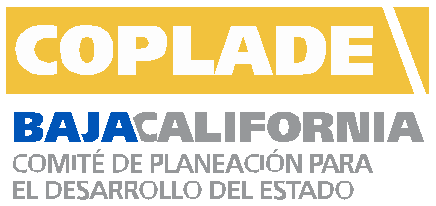 COPLADE
BAJACALIFORNIA
COMITÉ DE PLANEACIÓN PARA
EL DESARROLLO DEL ESTADO